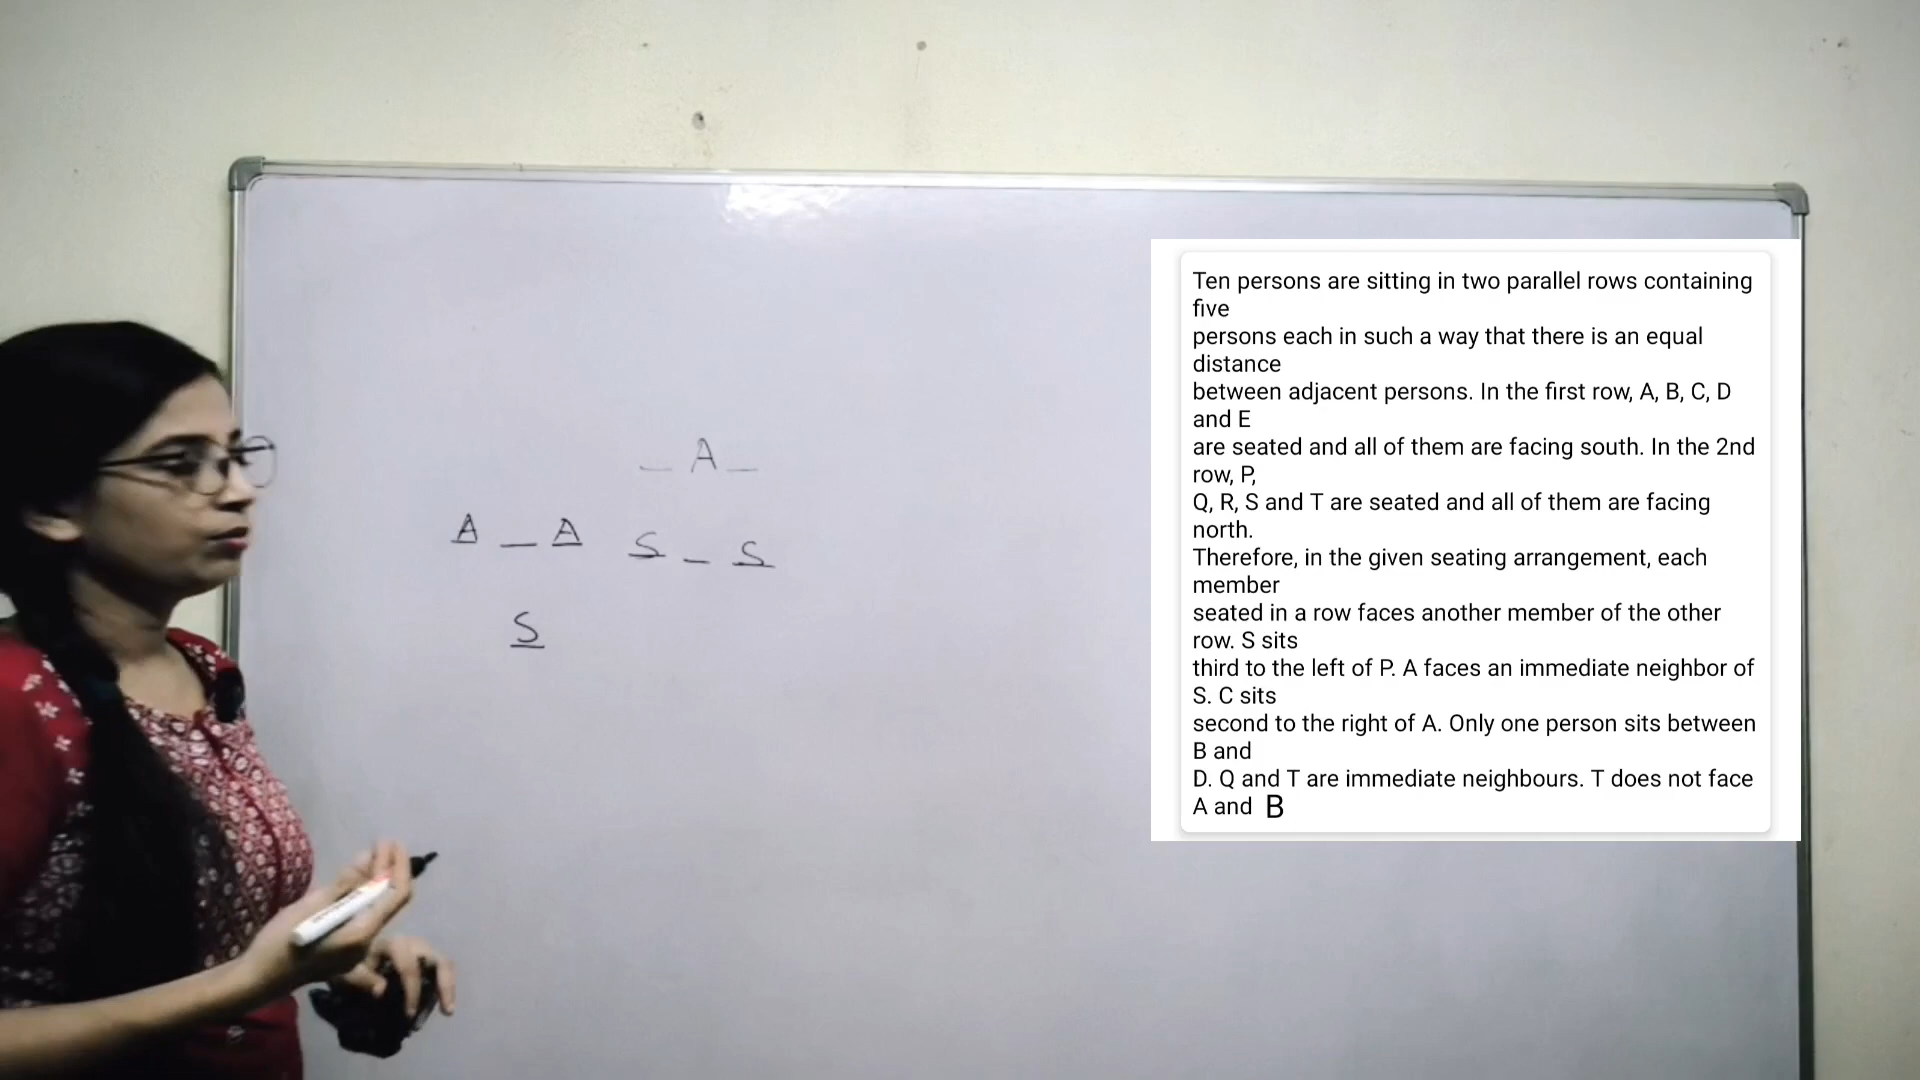 _ A _
A _ A S _ S
S
Ten persons are sitting in two parallel rows containing
five
persons each in such a way that there is an equal
distance
between adjacent persons. In the first row, A, B, C, D
and E
are seated and all of them are facing south. In the 2nd
row, P,
Q, R, S and T are seated and all of them are facing
north.
Therefore, in the given seating arrangement, each
member
seated in a row faces another member of the other
row. S sits
third to the left of P. A faces an immediate neighbor of
S. C sits
second to the right of A. Only one person sits between
B and
D. Q and T are immediate neighbours. T does not face
A and B